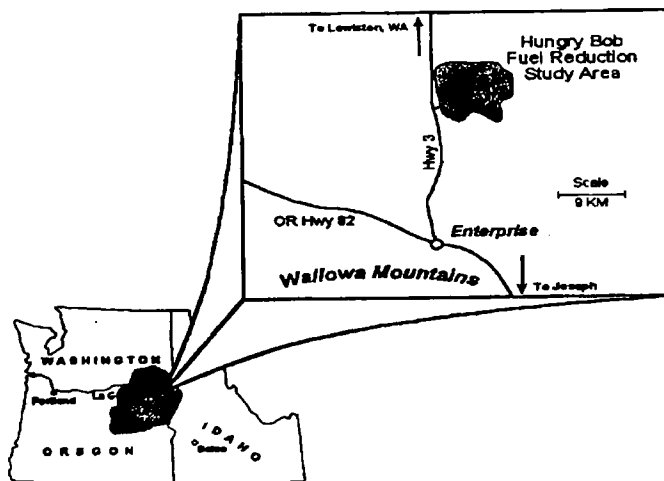 To Lewiston, WA
Hungry Bob
Fuel Reduction
Study Area
Hwy 3
Scale
9 KM
OR Hwy 82
Enterprise
Wallowa Mountains
To Joseph
WASHINGTON
Portland
La G
OREGON
IDAHO
Boise